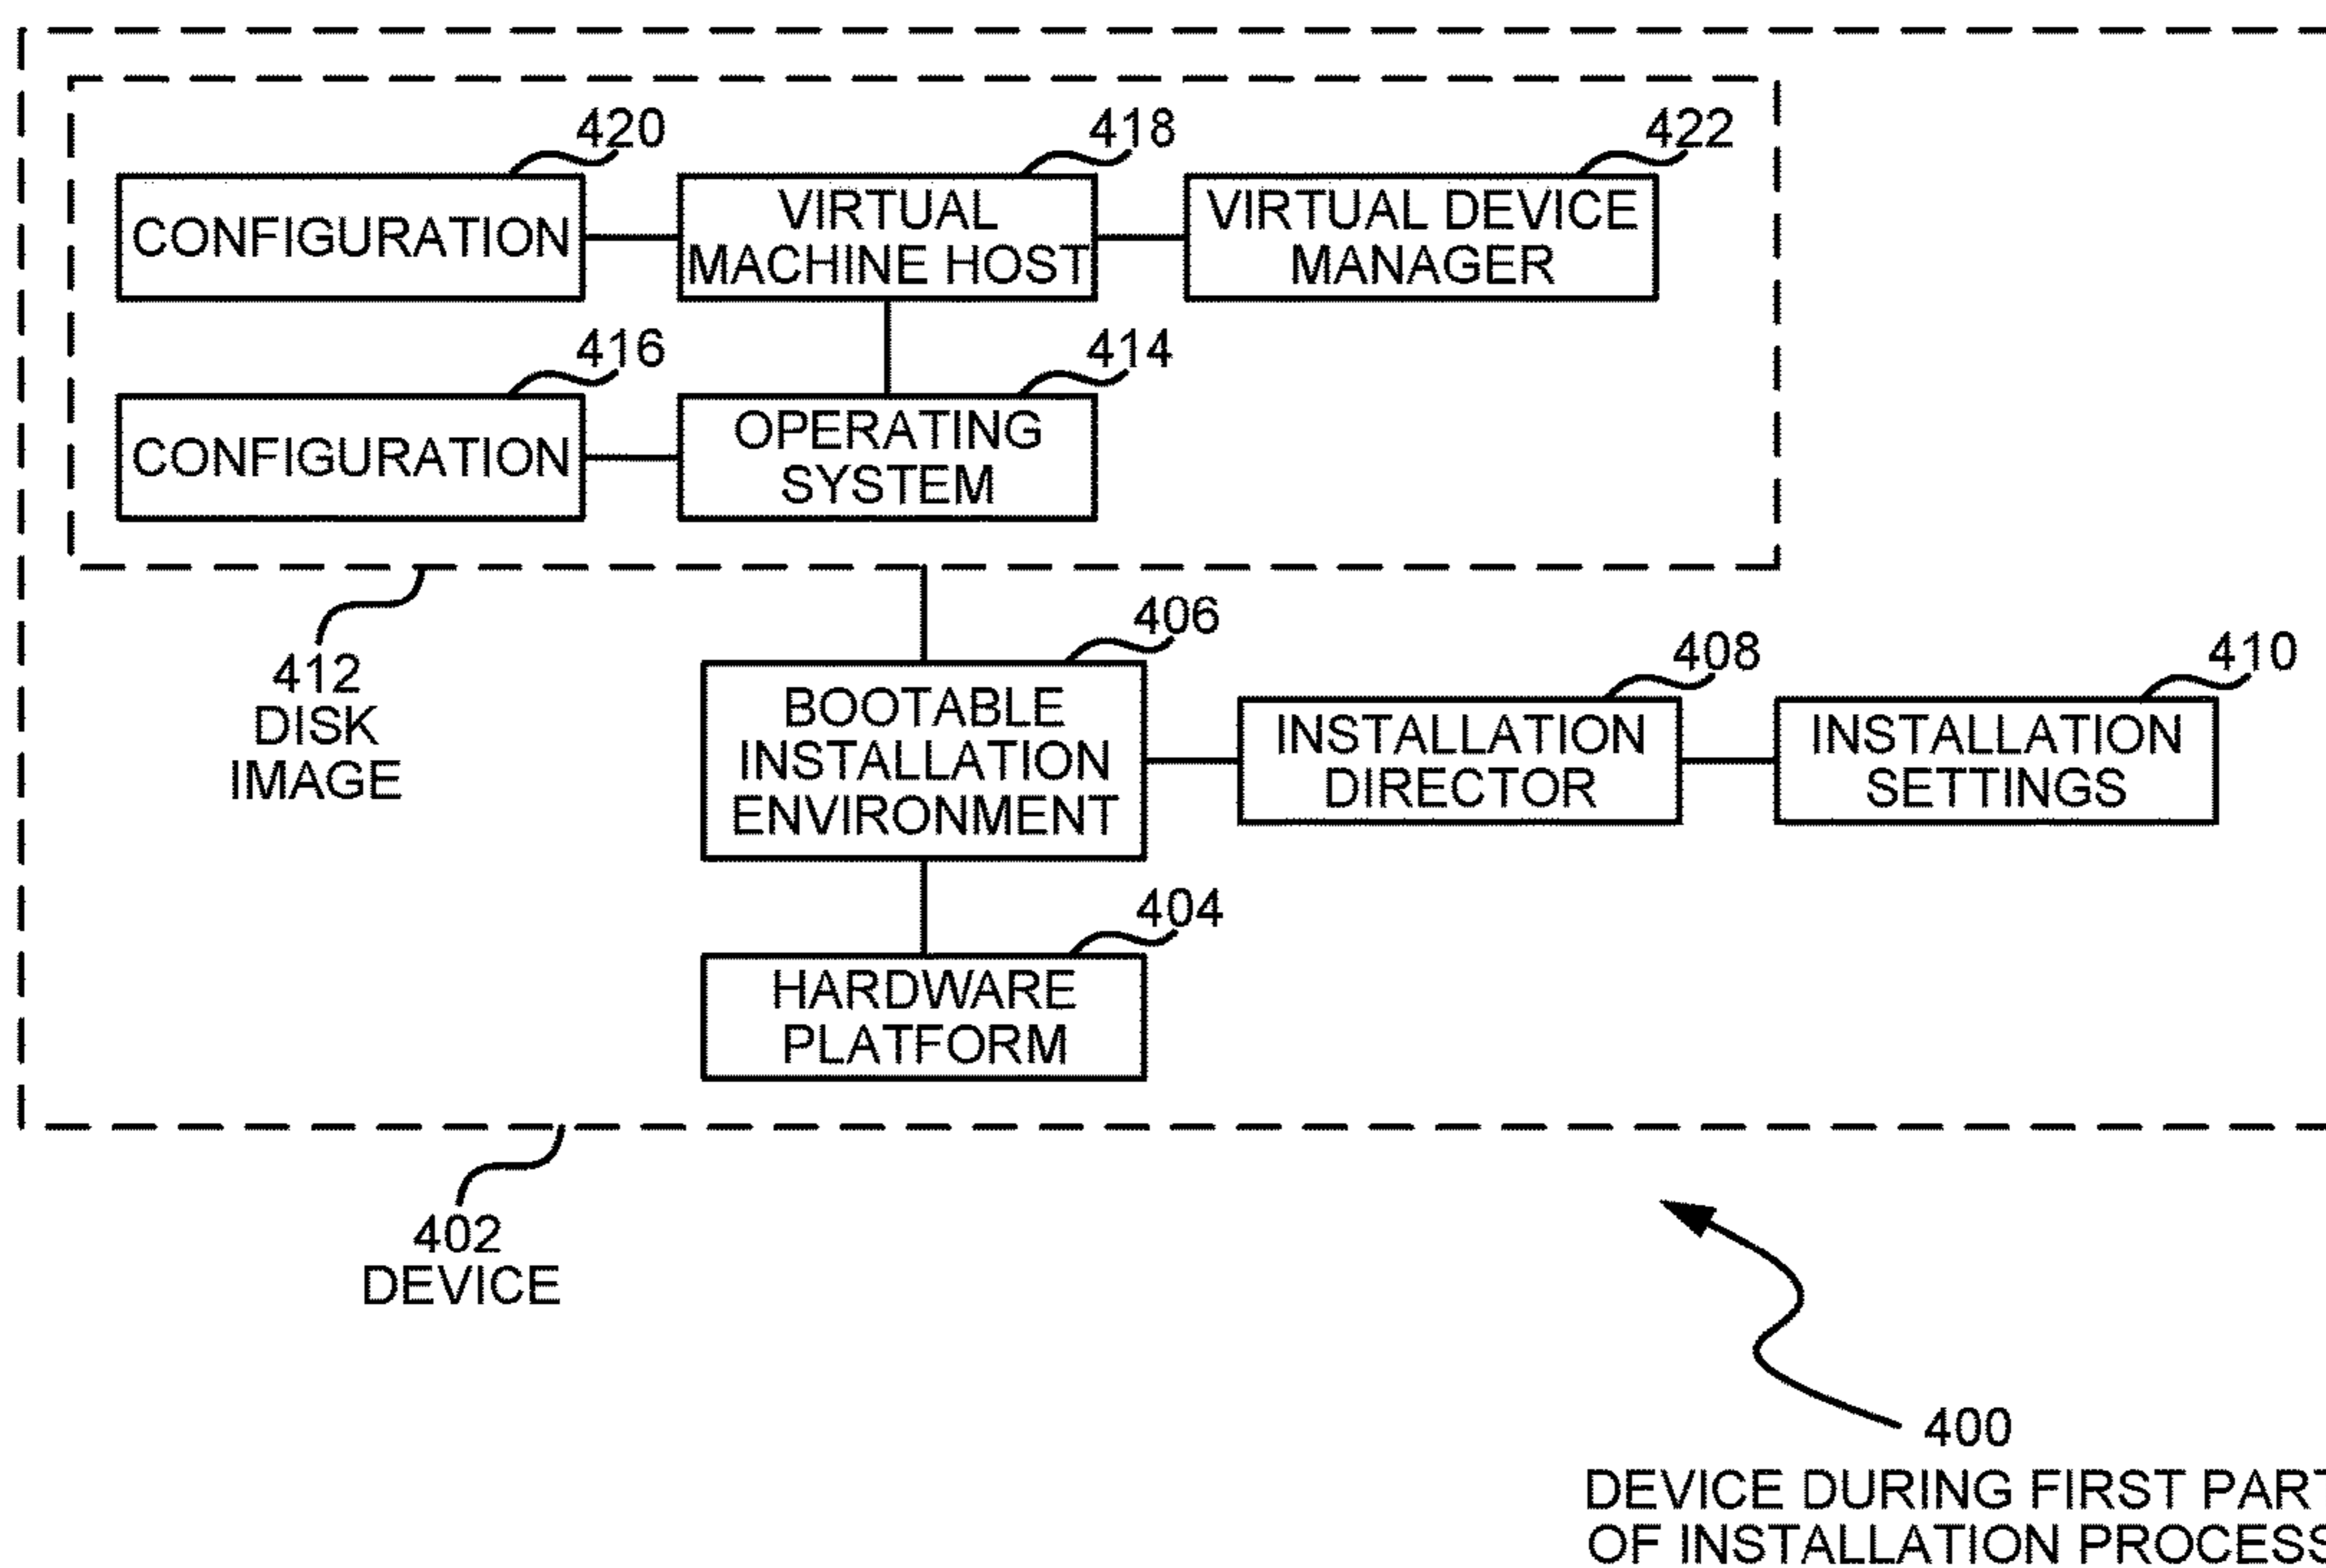 420
418
422
CONFIGURATION
VIRTUAL
MACHINE HOST
VIRTUAL DEVICE
MANAGER
416
414
CONFIGURATION
OPERATING
SYSTEM
412
DISK
IMAGE
406
408
410
BOOTABLE
INSTALLATION
ENVIRONMENT
INSTALLATION
DIRECTOR
INSTALLATION
SETTINGS
404
HARDWARE
PLATFORM
402
DEVICE
400
DEVICE DURING FIRST PART
OF INSTALLATION PROCESS